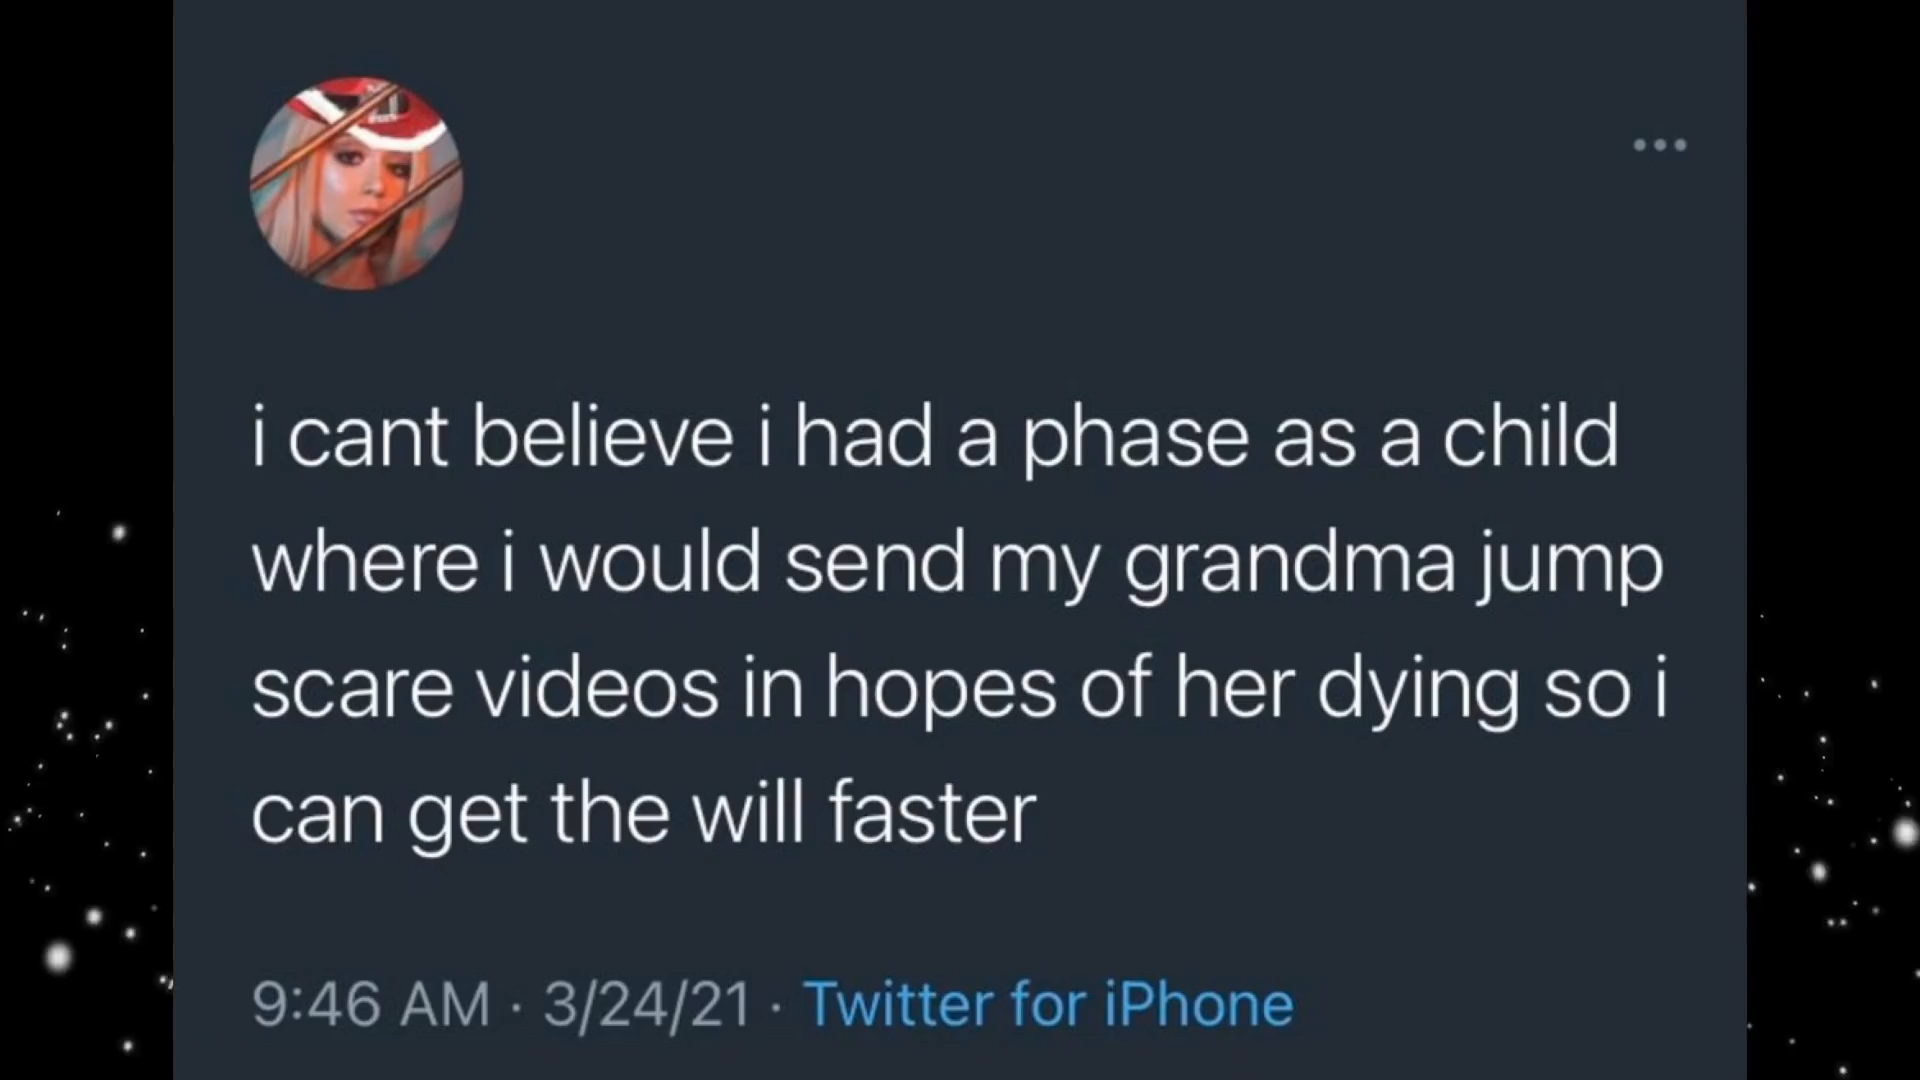 i cant believe i had a phase as a child
where i would send my grandma jump
scare videos in hopes of her dying so i
can get the will faster
9:46 AM · 3/24/21 · Twitter for iPhone